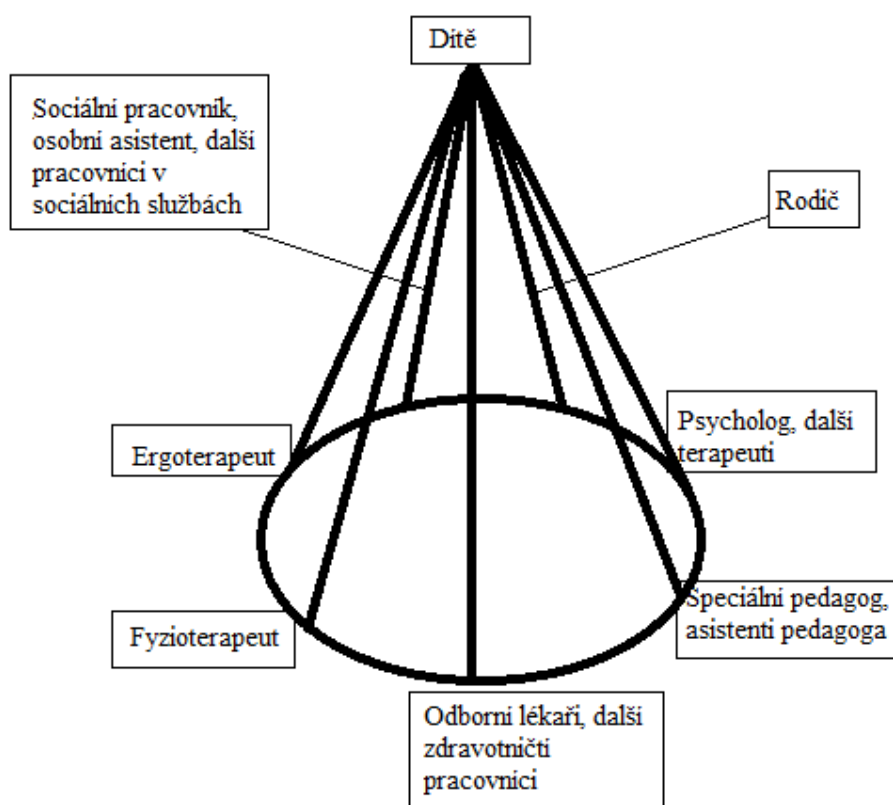 Dítě
Sociální pracovník,
osobní asistent, další
pracovníci v
sociálních službách
Rodič
Ergoterapeut
Psycholog, další
terapeuti
Fyzioterapeut
Speciální pedagog,
asistenti pedagoga
Odborní lékaři, další
zdravotničtí
pracovníci